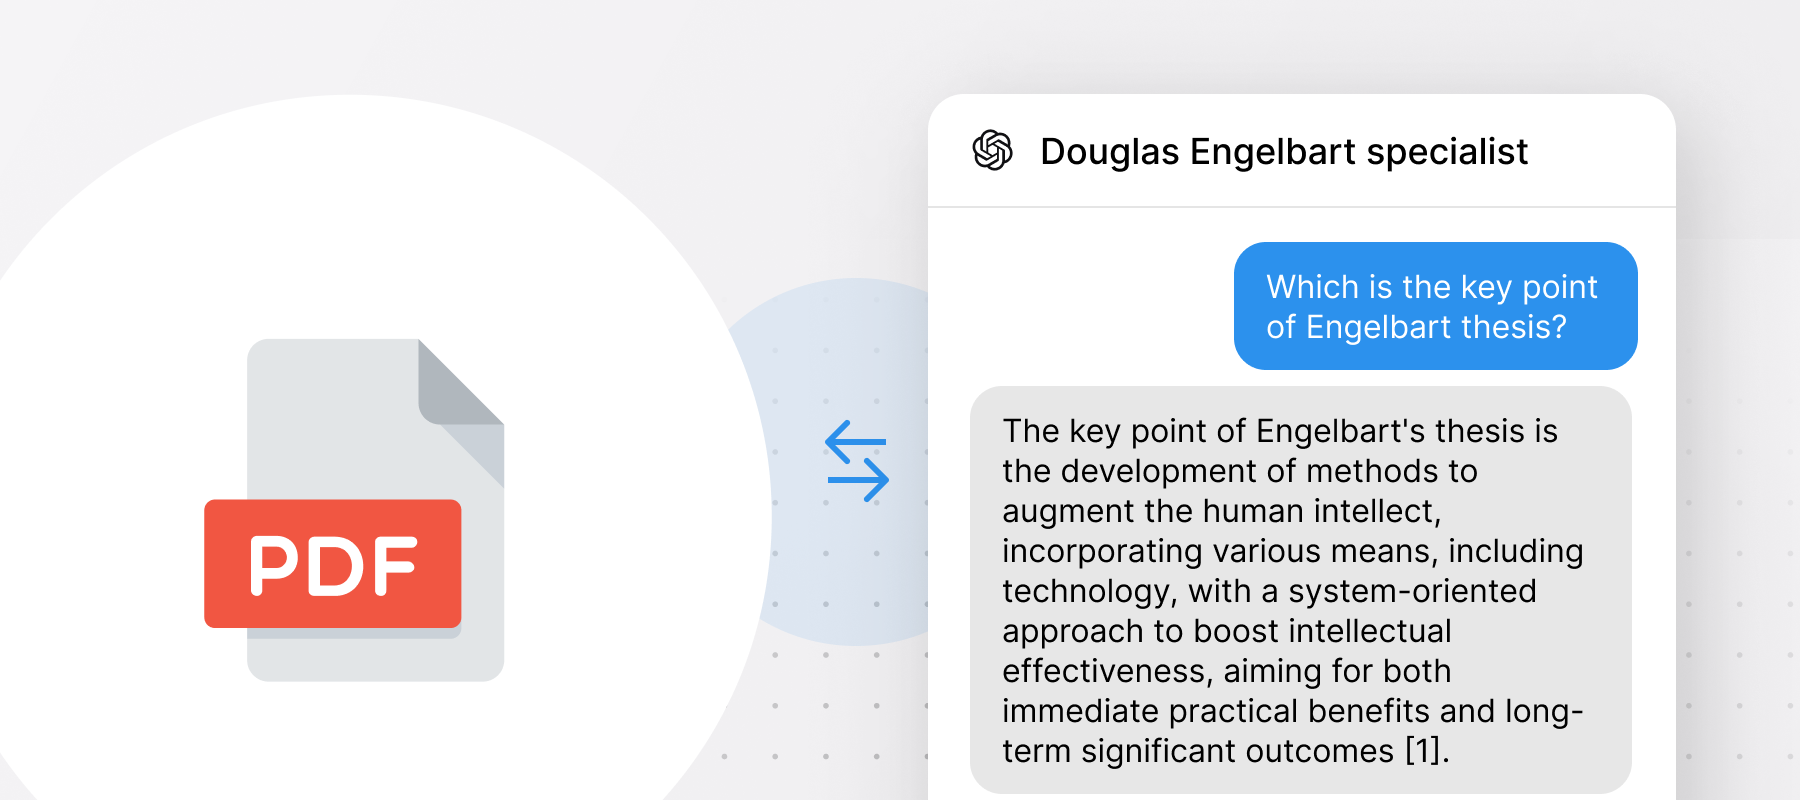 PDF
Douglas Engelbart specialist
Which is the key point
of Engelbart thesis?
The key point of Engelbart's thesis is
the development of methods to
augment the human intellect,
incorporating various means, including
technology, with a system-oriented
approach to boost intellectual
effectiveness, aiming for both
immediate practical benefits and long-
term significant outcomes [1].